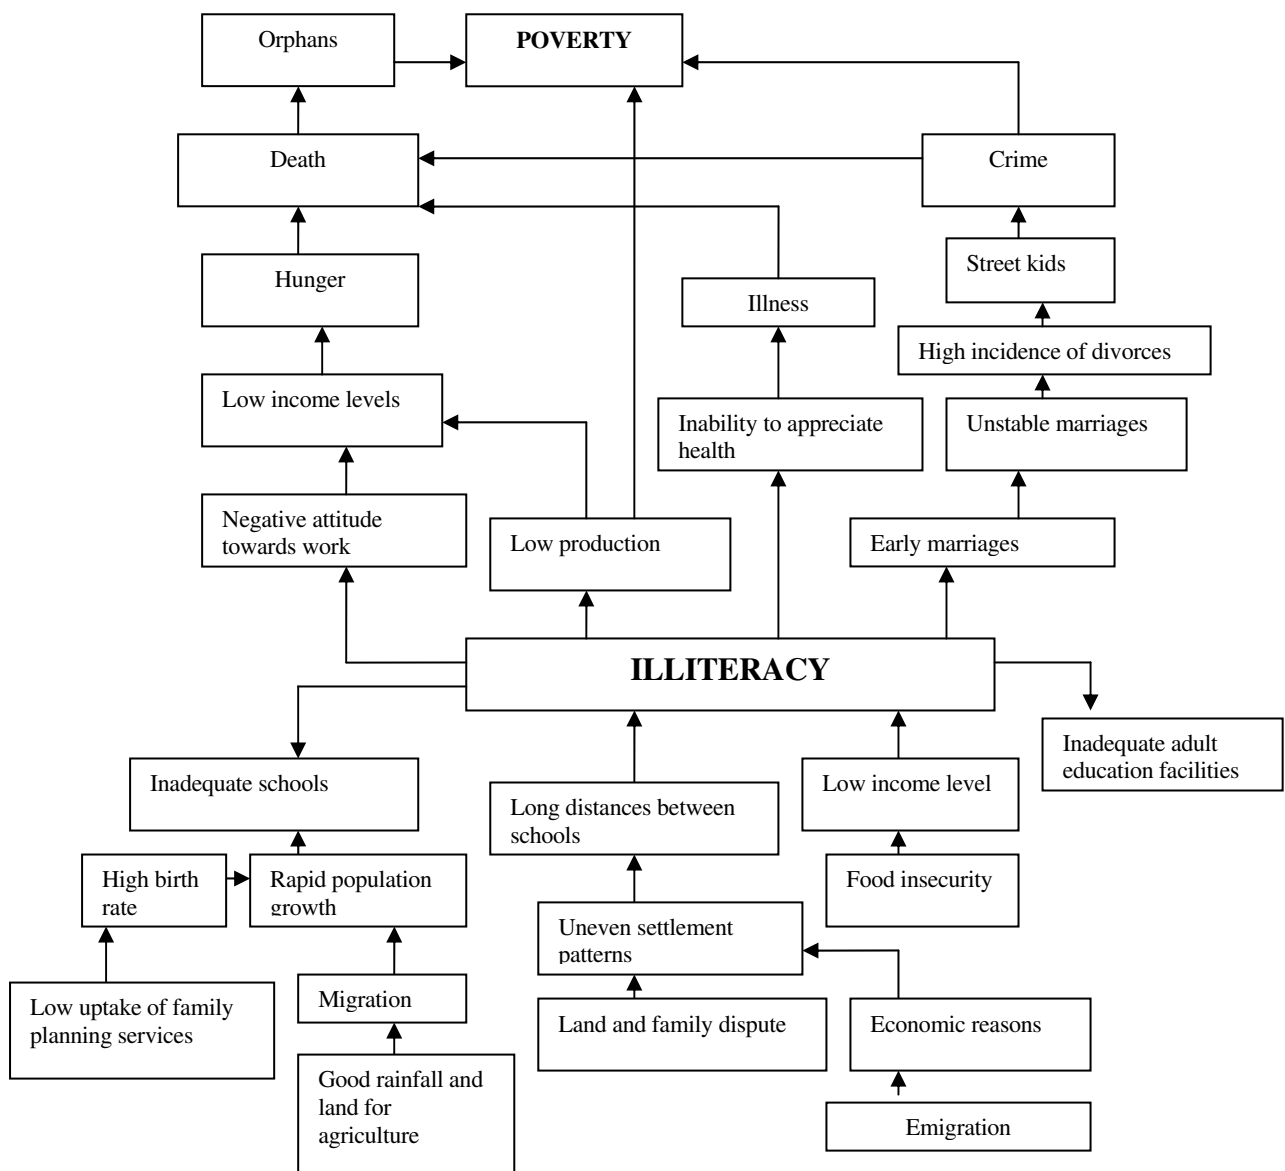 Orphans
POVERTY
Death
Crime
Hunger
Street kids
Illness
High incidence of divorces
Low income levels
Inability to appreciate
health
Unstable marriages
Negative attitude
towards work
Low production
Early marriages
ILLITERACY
Inadequate adult
education facilities
Inadequate schools
Long distances between
schools
Low income level
High birth
rate
Rapid population
growth
Food insecurity
Uneven settlement
patterns
Low uptake of family
planning services
Migration
Land and family dispute
Economic reasons
Good rainfall and
land for
agriculture
Emigration